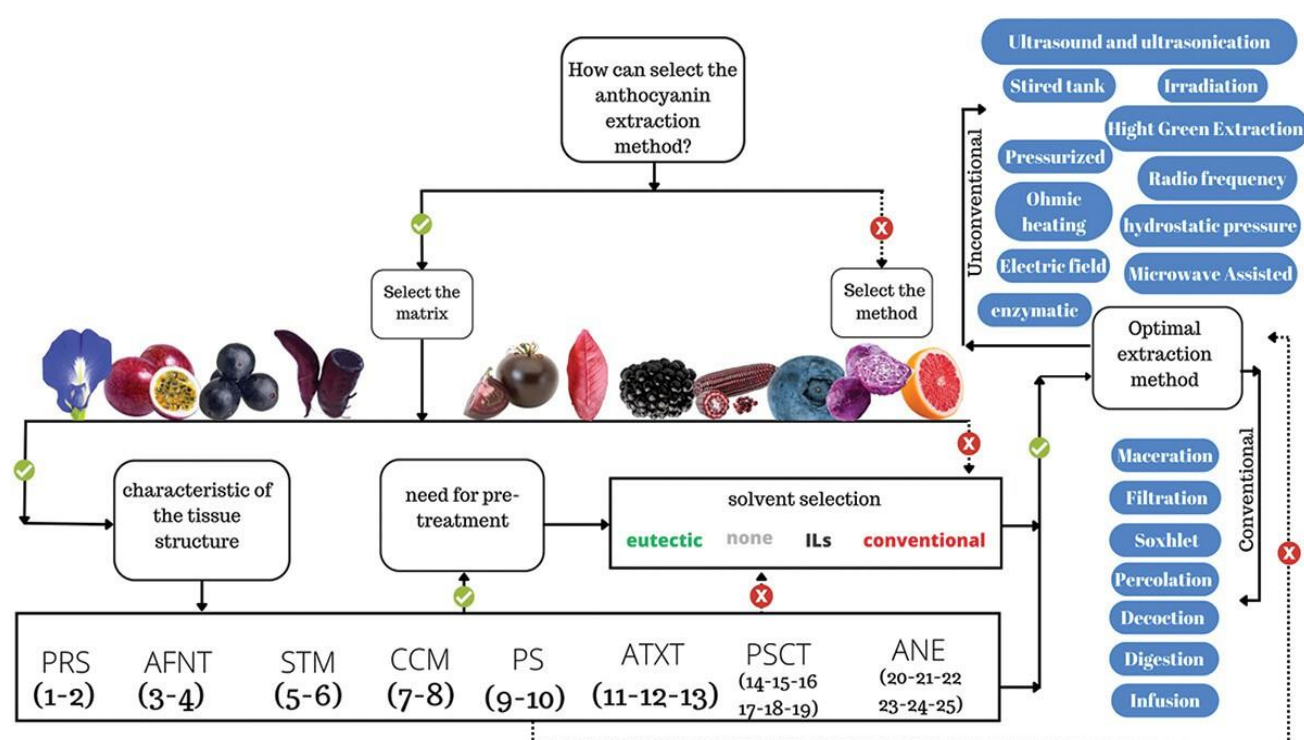 How can select the
anthocyanin
extraction
method?
Select the
matrix
Select the
method
Ultrasound and ultrasonication
Stired tank
Irradiation
Hight Green Extraction
Pressurized
Radio frequency
Ohmic
heating
hydrostatic pressure
Electric field
Microwave Assisted
enzymatic
Unconventional
Optimal
extraction
method
characteristic of
the tissue
structure
need for pre-
treatment
solvent selection
eutectic none ILs conventional
Conventional
Maceration
Filtration
Soxhlet
Percolation
Decoction
Digestion
Infusion
PRS
(1-2)
AFNT
(3-4)
STM
(5-6)
CCM
(7-8)
PS
(9-10)
ATXT
(11-12-13)
PSCT
(14-15-16
17-18-19)
ANE
(20-21-22
23-24-25)